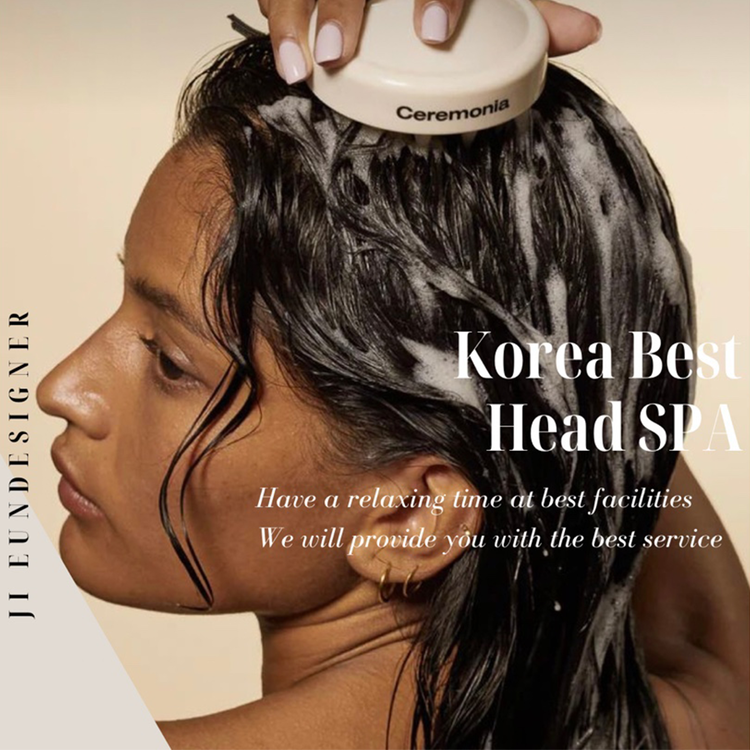 Ceremonia
Korea Best
Head SPA
Have a relaxing time at best facilities
We will provide you with the best service
JI EUNDESIGNER